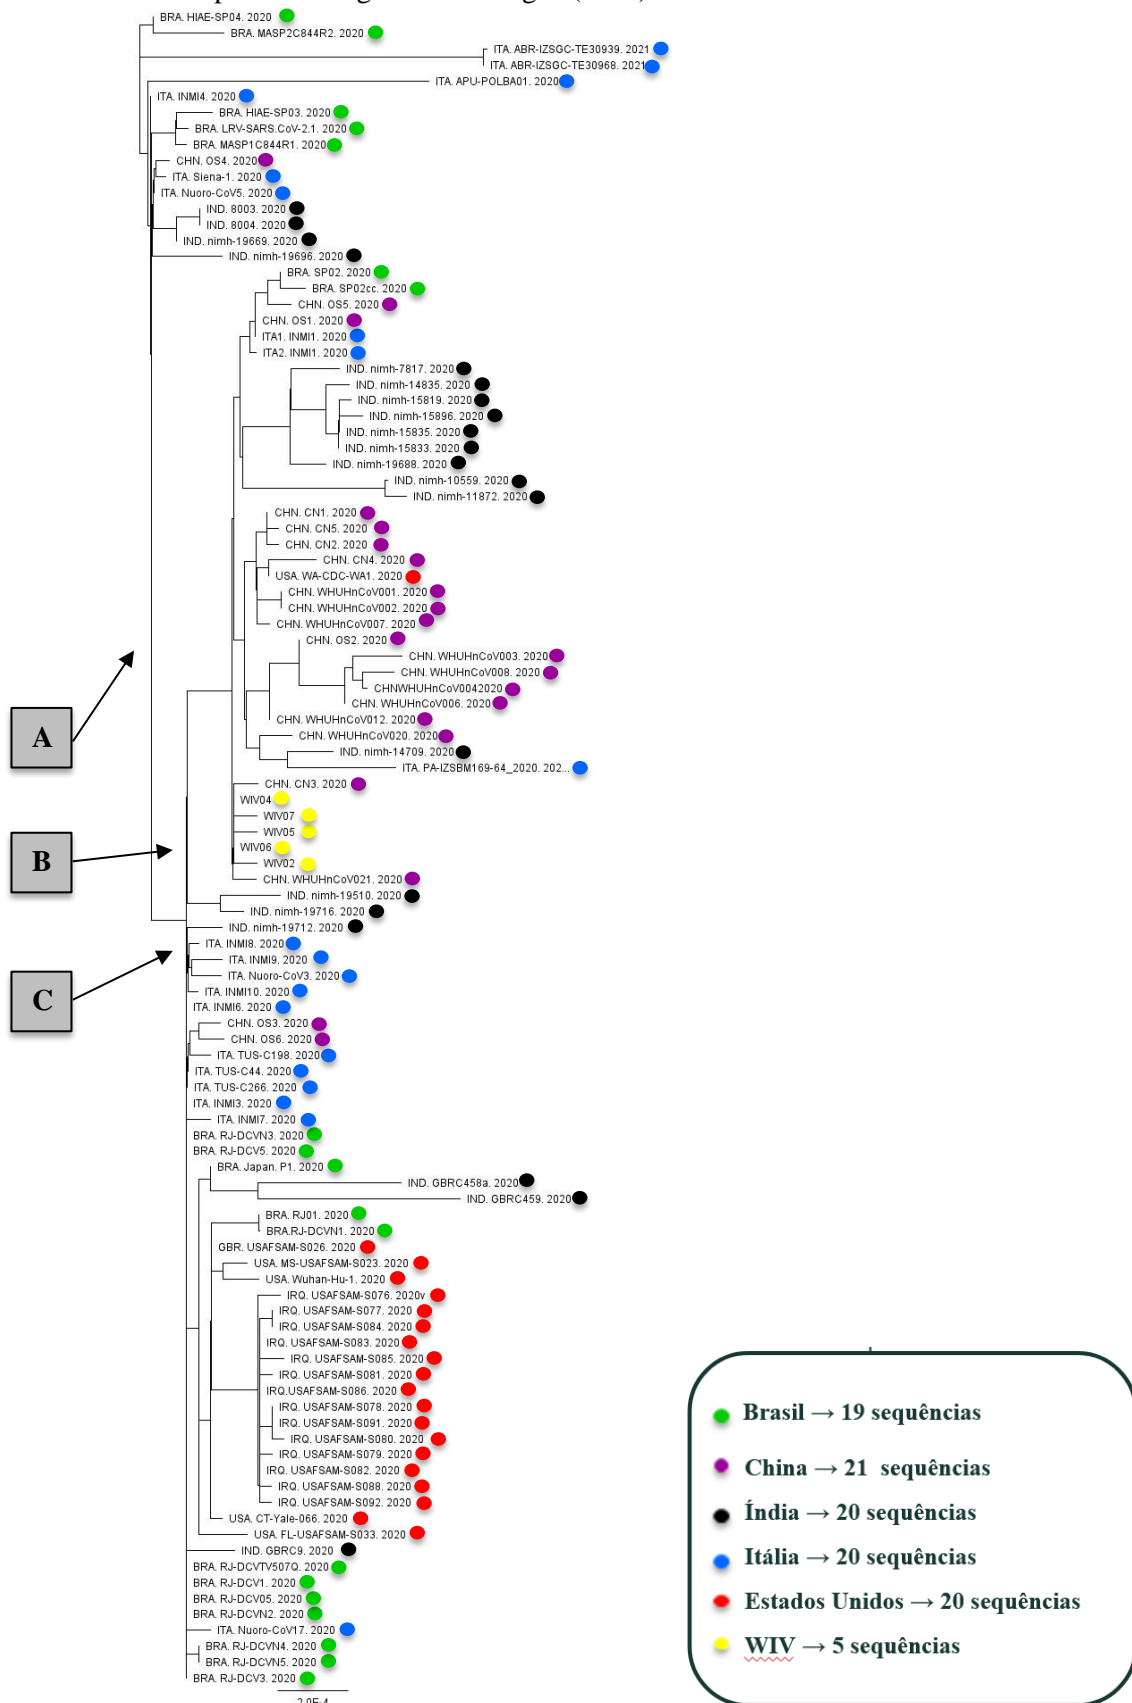 BRA. HIAE-SP04. 2020
BRA. MASP2C844R2. 2020
ITA. ABR-IZSGC-TE30939. 2021
ITA. ABR-IZSGC-TE30968. 2021
ITA. APU-POLBA01. 2020
ITA. INMI4. 2020
BRA. HIAE-SP03. 2020
BRA. LRV-SARS.CoV-2.1. 2020
BRA. MASP1C844R1. 2020
CHN. OS4. 2020
ITA. Siena-1. 2020
ITA. Nuoro-CoV5. 2020
IND. 8003. 2020
IND. 8004. 2020
IND. nimh-19669. 2020
IND. nimh-19696. 2020
BRA. SP02. 2020
BRA. SP02cc. 2020
CHN. OS5. 2020
CHN. OS1. 2020
ITA1. INMI1. 2020
ITA2. INMI1. 2020
IND. nimh-7817. 2020
IND. nimh-14835. 2020
IND. nimh-15819. 2020
IND. nimh-15896. 2020
IND. nimh-15835. 2020
IND. nimh-15833. 2020
IND. nimh-19688. 2020
IND. nimh-10559. 2020
IND. nimh-11872. 2020
CHN. CN1. 2020
CHN. CN5. 2020
CHN. CN2. 2020
CHN. CN4. 2020
USA. WA-CDC-WA1. 2020
CHN. WHUHnCoV001. 2020
CHN. WHUHnCoV002. 2020
CHN. WHUHnCoV007. 2020
CHN. OS2. 2020
CHN. WHUHnCoV003. 2020
CHN. WHUHnCoV008. 2020
CHNWHUHnCoV0042020
CHN. WHUHnCoV006. 2020
CHN. WHUHnCoV012. 2020
CHN. WHUHnCoV020. 2020
IND. nimh-14709. 2020
ITA. PA-IZSBM169-64_2020. 202...
CHN. CN3. 2020
WIV04
WIV07
WIV05
WIV06
WIV02
CHN. WHUHnCoV021. 2020
IND. nimh-19510. 2020
IND. nimh-19716. 2020
IND. nimh-19712. 2020
ITA. INMI8. 2020
ITA. INMI9. 2020
ITA. Nuoro-CoV3. 2020
ITA. INMI10. 2020
ITA. INMI6. 2020
CHN. OS3. 2020
CHN. OS6. 2020
ITA. TUS-C198. 2020
ITA. TUS-C44. 2020
ITA. TUS-C266. 2020
ITA. INMI3. 2020
ITA. INMI7. 2020
BRA. RJ-DCVN3. 2020
BRA. RJ-DCV5. 2020
BRA. Japan. P1. 2020
IND. GBRC458a. 2020
IND. GBRC459. 2020
BRA. RJ01. 2020
BRA.RJ-DCVN1. 2020
GBR. USAFSAM-S026. 2020
USA. MS-USAFSAM-S023. 2020
USA. Wuhan-Hu-1. 2020
IRQ. USAFSAM-S076. 2020v
IRQ. USAFSAM-S077. 2020
IRQ. USAFSAM-S084. 2020
IRQ. USAFSAM-S083. 2020
IRQ. USAFSAM-S085. 2020
IRQ. USAFSAM-S081. 2020
IRQ.USAFSAM-S086. 2020
IRQ. USAFSAM-S078. 2020
IRQ. USAFSAM-S091. 2020
IRQ. USAFSAM-S080. 2020
IRQ. USAFSAM-S079. 2020
IRQ. USAFSAM-S082. 2020
IRQ. USAFSAM-S088. 2020
IRQ. USAFSAM-S092. 2020
USA. CT-Yale-066. 2020
USA. FL-USAFSAM-S033. 2020
IND. GBRC9. 2020
BRA. RJ-DCVTV507Q. 2020
BRA. RJ-DCV1. 2020
BRA. RJ-DCV05. 2020
BRA. RJ-DCVN2. 2020
ITA. Nuoro-CoV17. 2020
BRA. RJ-DCVN4. 2020
BRA. RJ-DCVN5. 2020
BRA. RJ-DCV3. 2020
2.0E-4
A
B
C
Brasil → 19 sequências
China → 21 sequências
Índia → 20 sequências
Itália → 20 sequências
Estados Unidos → 20 sequências
WIV → 5 sequências